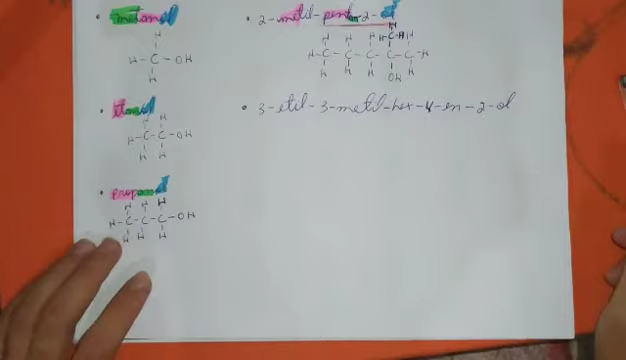 • metanol
H
H-C-OH
H
• etanol
H H
H-C-C-OH
H H
• propanol
H H H
H-C-C-C-OH
H H H
• 2-metil-pentan-2-ol
H
H H H H-C-H H
H-C-C-C-C-C-H
H H H OH H
• 3-etil-3-metil-hex-4-en-2-ol